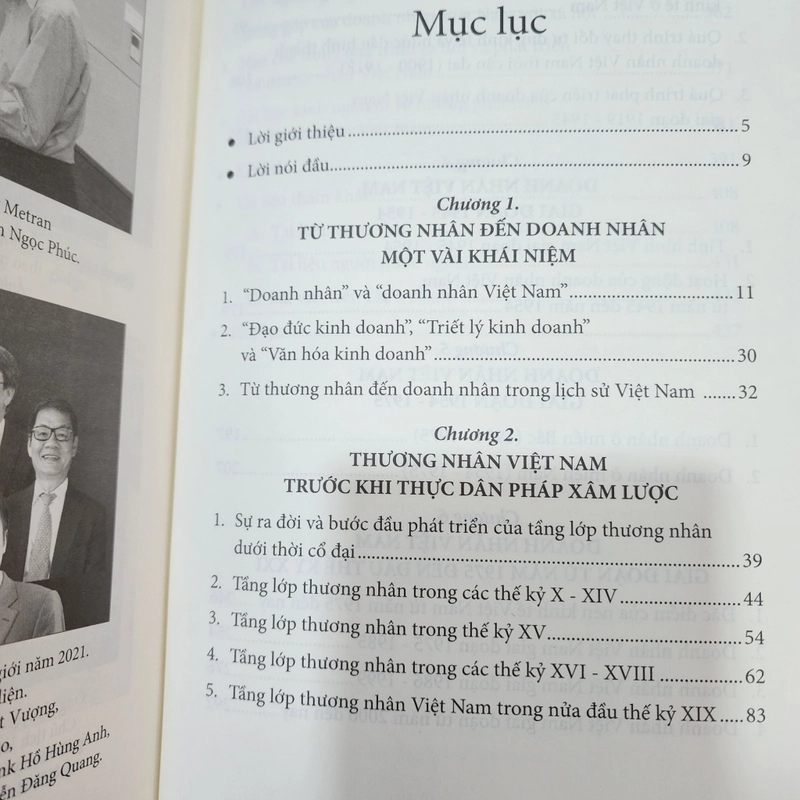 Metran
Ngọc Phúc.
giới năm 2021.
Vượng,
nk Hồ Hùng Anh,
Đăng Quang.
Mục lục
• Lời giới thiệu....................5
• Lời nói đầu....................9
Chương 1.
TỪ THƯƠNG NHÂN ĐẾN DOANH NHÂN
MỘT VÀI KHÁI NIỆM
1. “Doanh nhân” và “doanh nhân Việt Nam”....................11
2. “Đạo đức kinh doanh”, “Triết lý kinh doanh”
và “Văn hóa kinh doanh”....................30
3. Từ thương nhân đến doanh nhân trong lịch sử Việt Nam .......32
Chương 2.
THƯƠNG NHÂN VIỆT NAM
TRƯỚC KHI THỰC DÂN PHÁP XÂM LƯỢC
1. Sự ra đời và bước đầu phát triển của tầng lớp thương nhân
dưới thời cổ đại....................39
2. Tầng lớp thương nhân trong các thế kỷ X - XIV....................44
3. Tầng lớp thương nhân trong thế kỷ XV....................54
4. Tầng lớp thương nhân trong các thế kỷ XVI - XVIII ...............62
5. Tầng lớp thương nhân Việt Nam trong nửa đầu thế kỷ XIX.....83